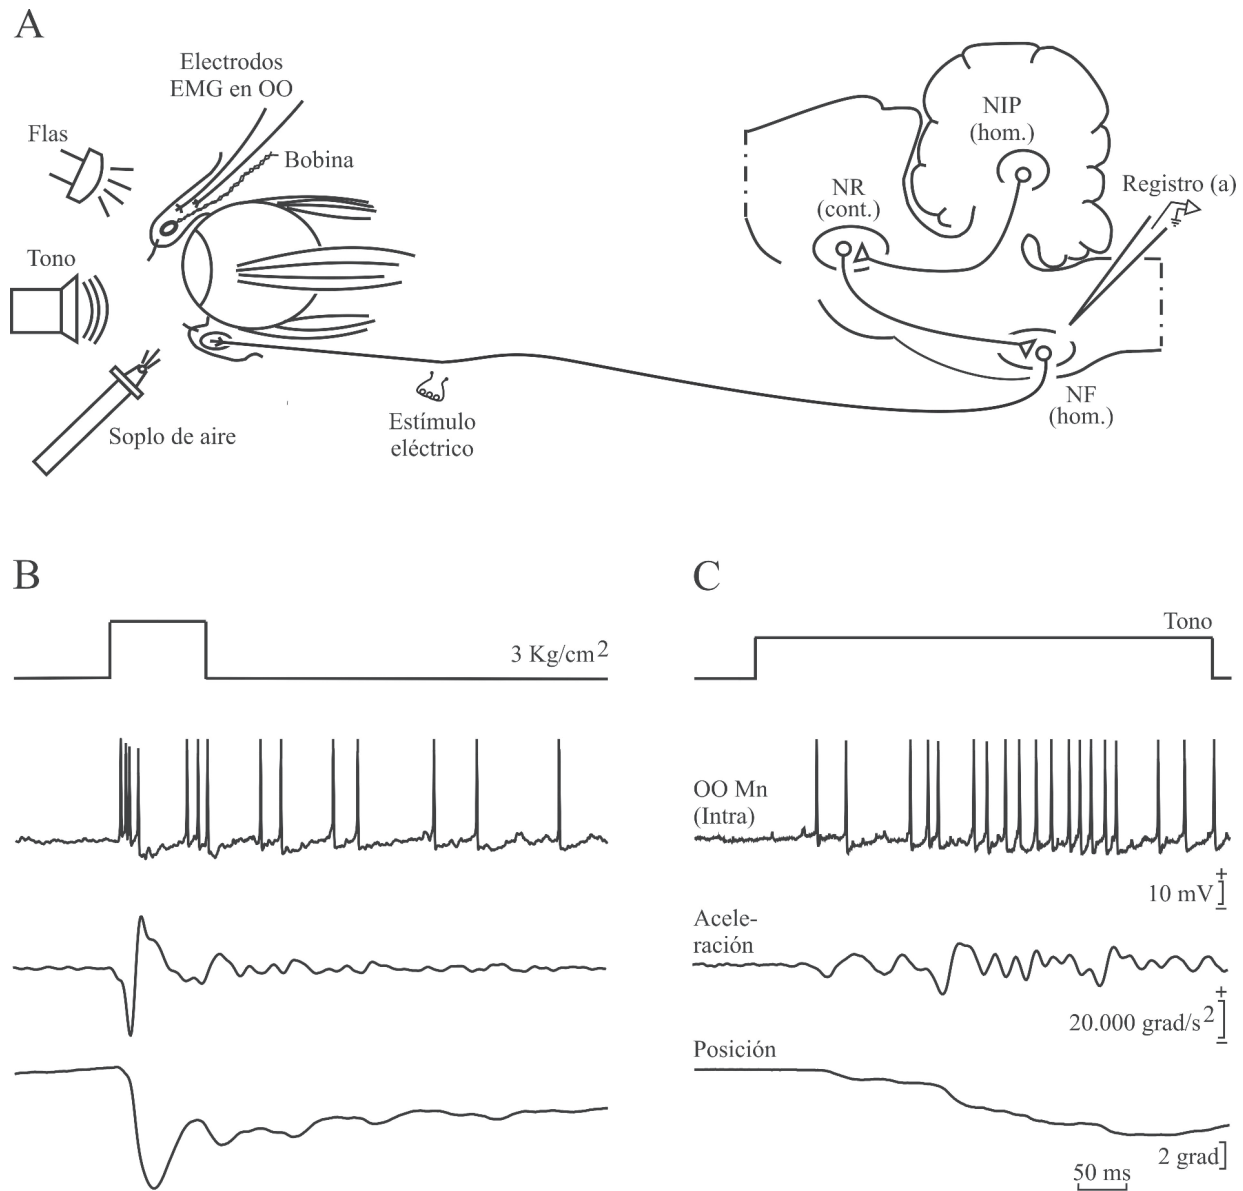 A
Electrodos
EMG en OO
Flas
Bobina
NIP
(hom.)
NR
(cont.)
Registro (a)
Tono
Soplo de aire
Estímulo
eléctrico
NF
(hom.)
B
C
3 Kg/cm2
Tono
OO Mn
(Intra)
+
10 mV
–
Acele-
ración
+
20.000 grad/s2
–
Posición
2 grad
50 ms